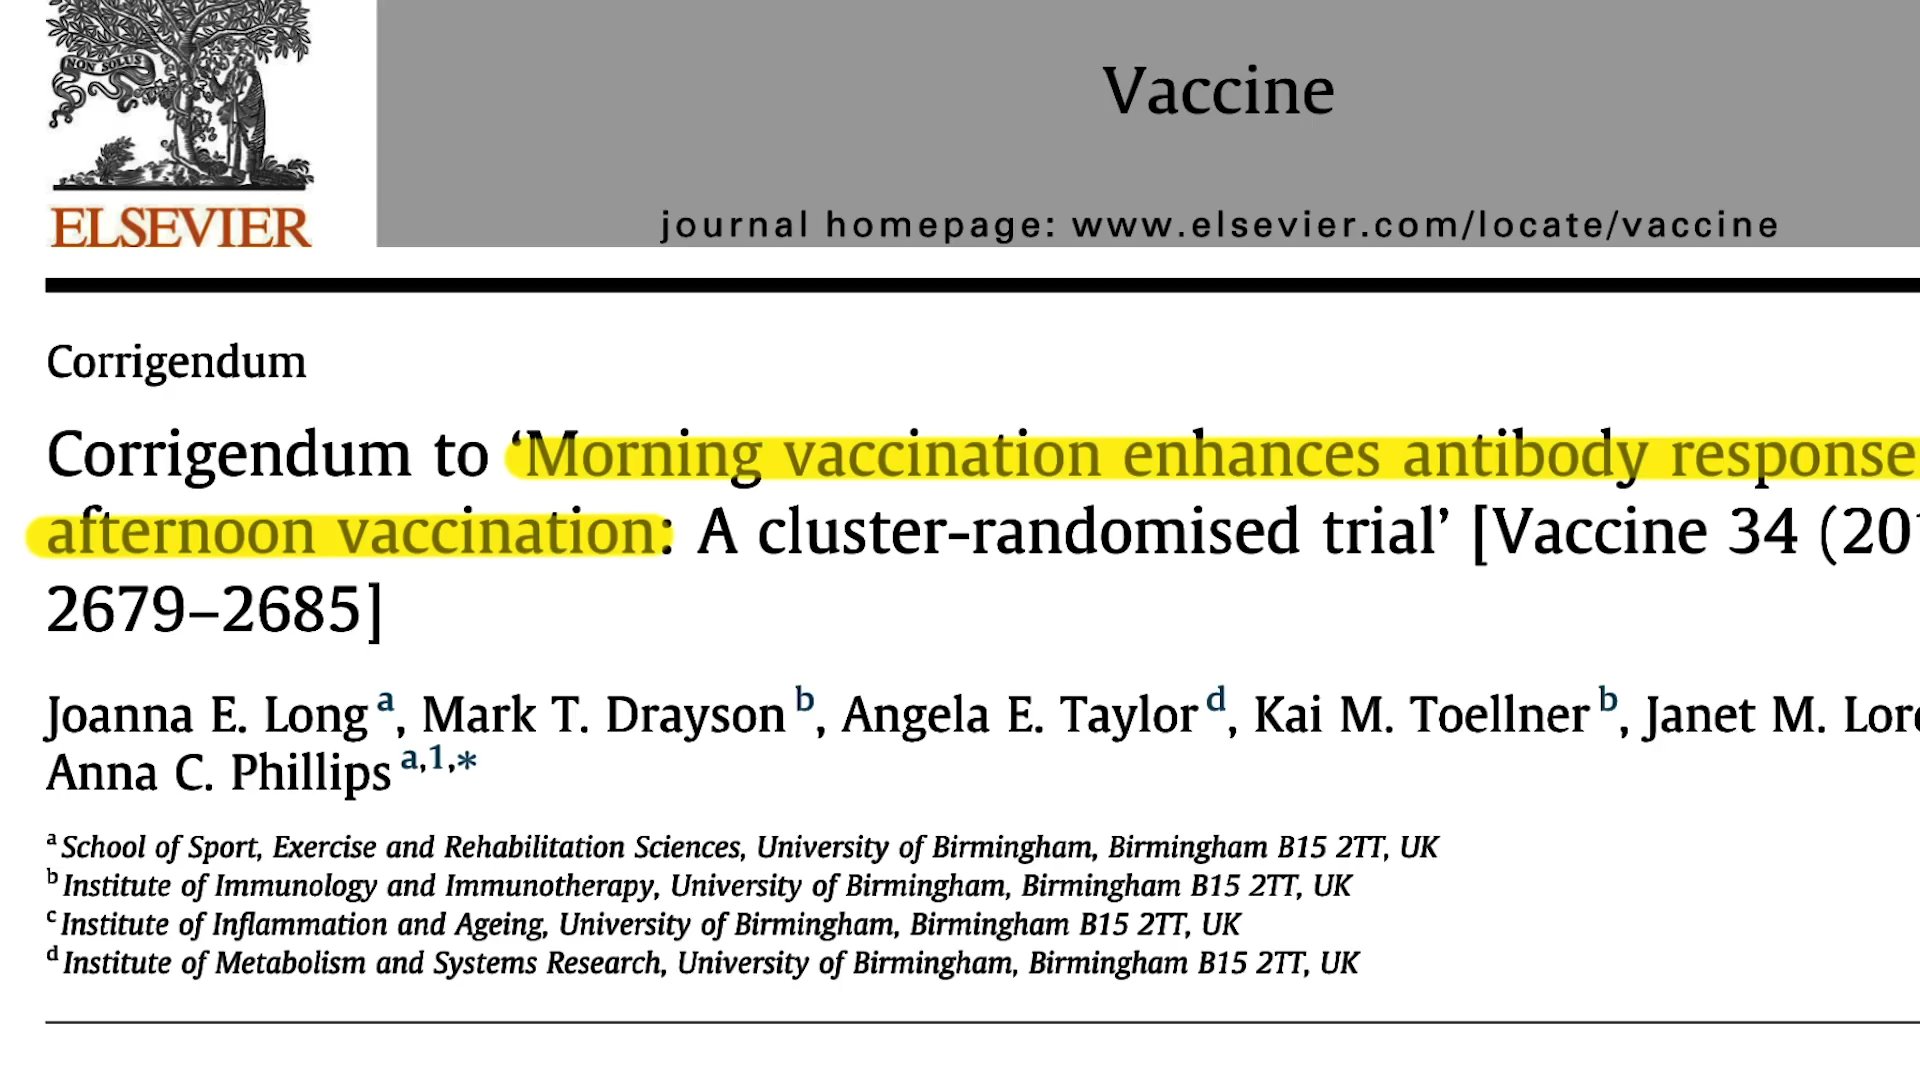 NON SOLUS
Vaccine
ELSEVIER
journal homepage: www.elsevier.com/locate/vaccine
Corrigendum
Corrigendum to ‘Morning vaccination enhances antibody response
afternoon vaccination: A cluster-randomised trial’ [Vaccine 34 (20
2679–2685]
Joanna E. Long a, Mark T. Drayson b, Angela E. Taylor d, Kai M. Toellner b, Janet M.
Anna C. Phillips a,1,*
a School of Sport, Exercise and Rehabilitation Sciences, University of Birmingham, Birmingham B15 2TT, UK
b Institute of Immunology and Immunotherapy, University of Birmingham, Birmingham B15 2TT, UK
c Institute of Inflammation and Ageing, University of Birmingham, Birmingham B15 2TT, UK
d Institute of Metabolism and Systems Research, University of Birmingham, Birmingham B15 2TT, UK